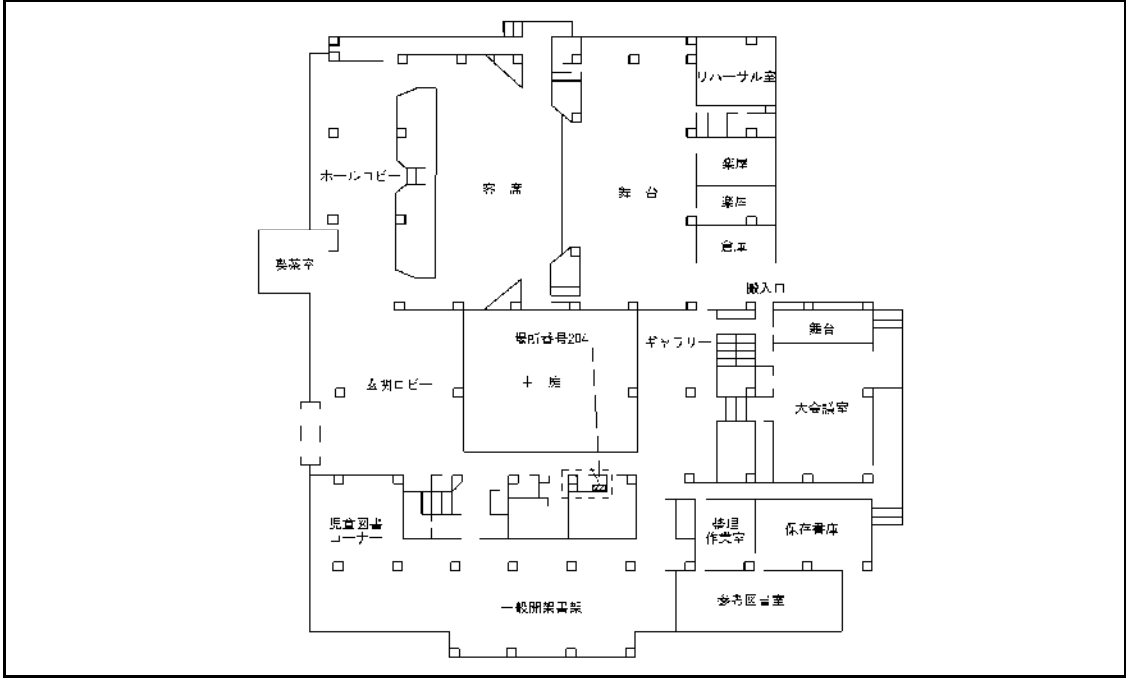 リハーサル室
楽屋
ホールロビー
客席
舞台
楽屋
倉庫
喫茶室
搬入口
舞台
場所番号204
ギャラリー
玄関ロビー
中庭
大会議室
児童図書
コーナー
整理
作業室
保存書庫
一般開架書架
参考図書室